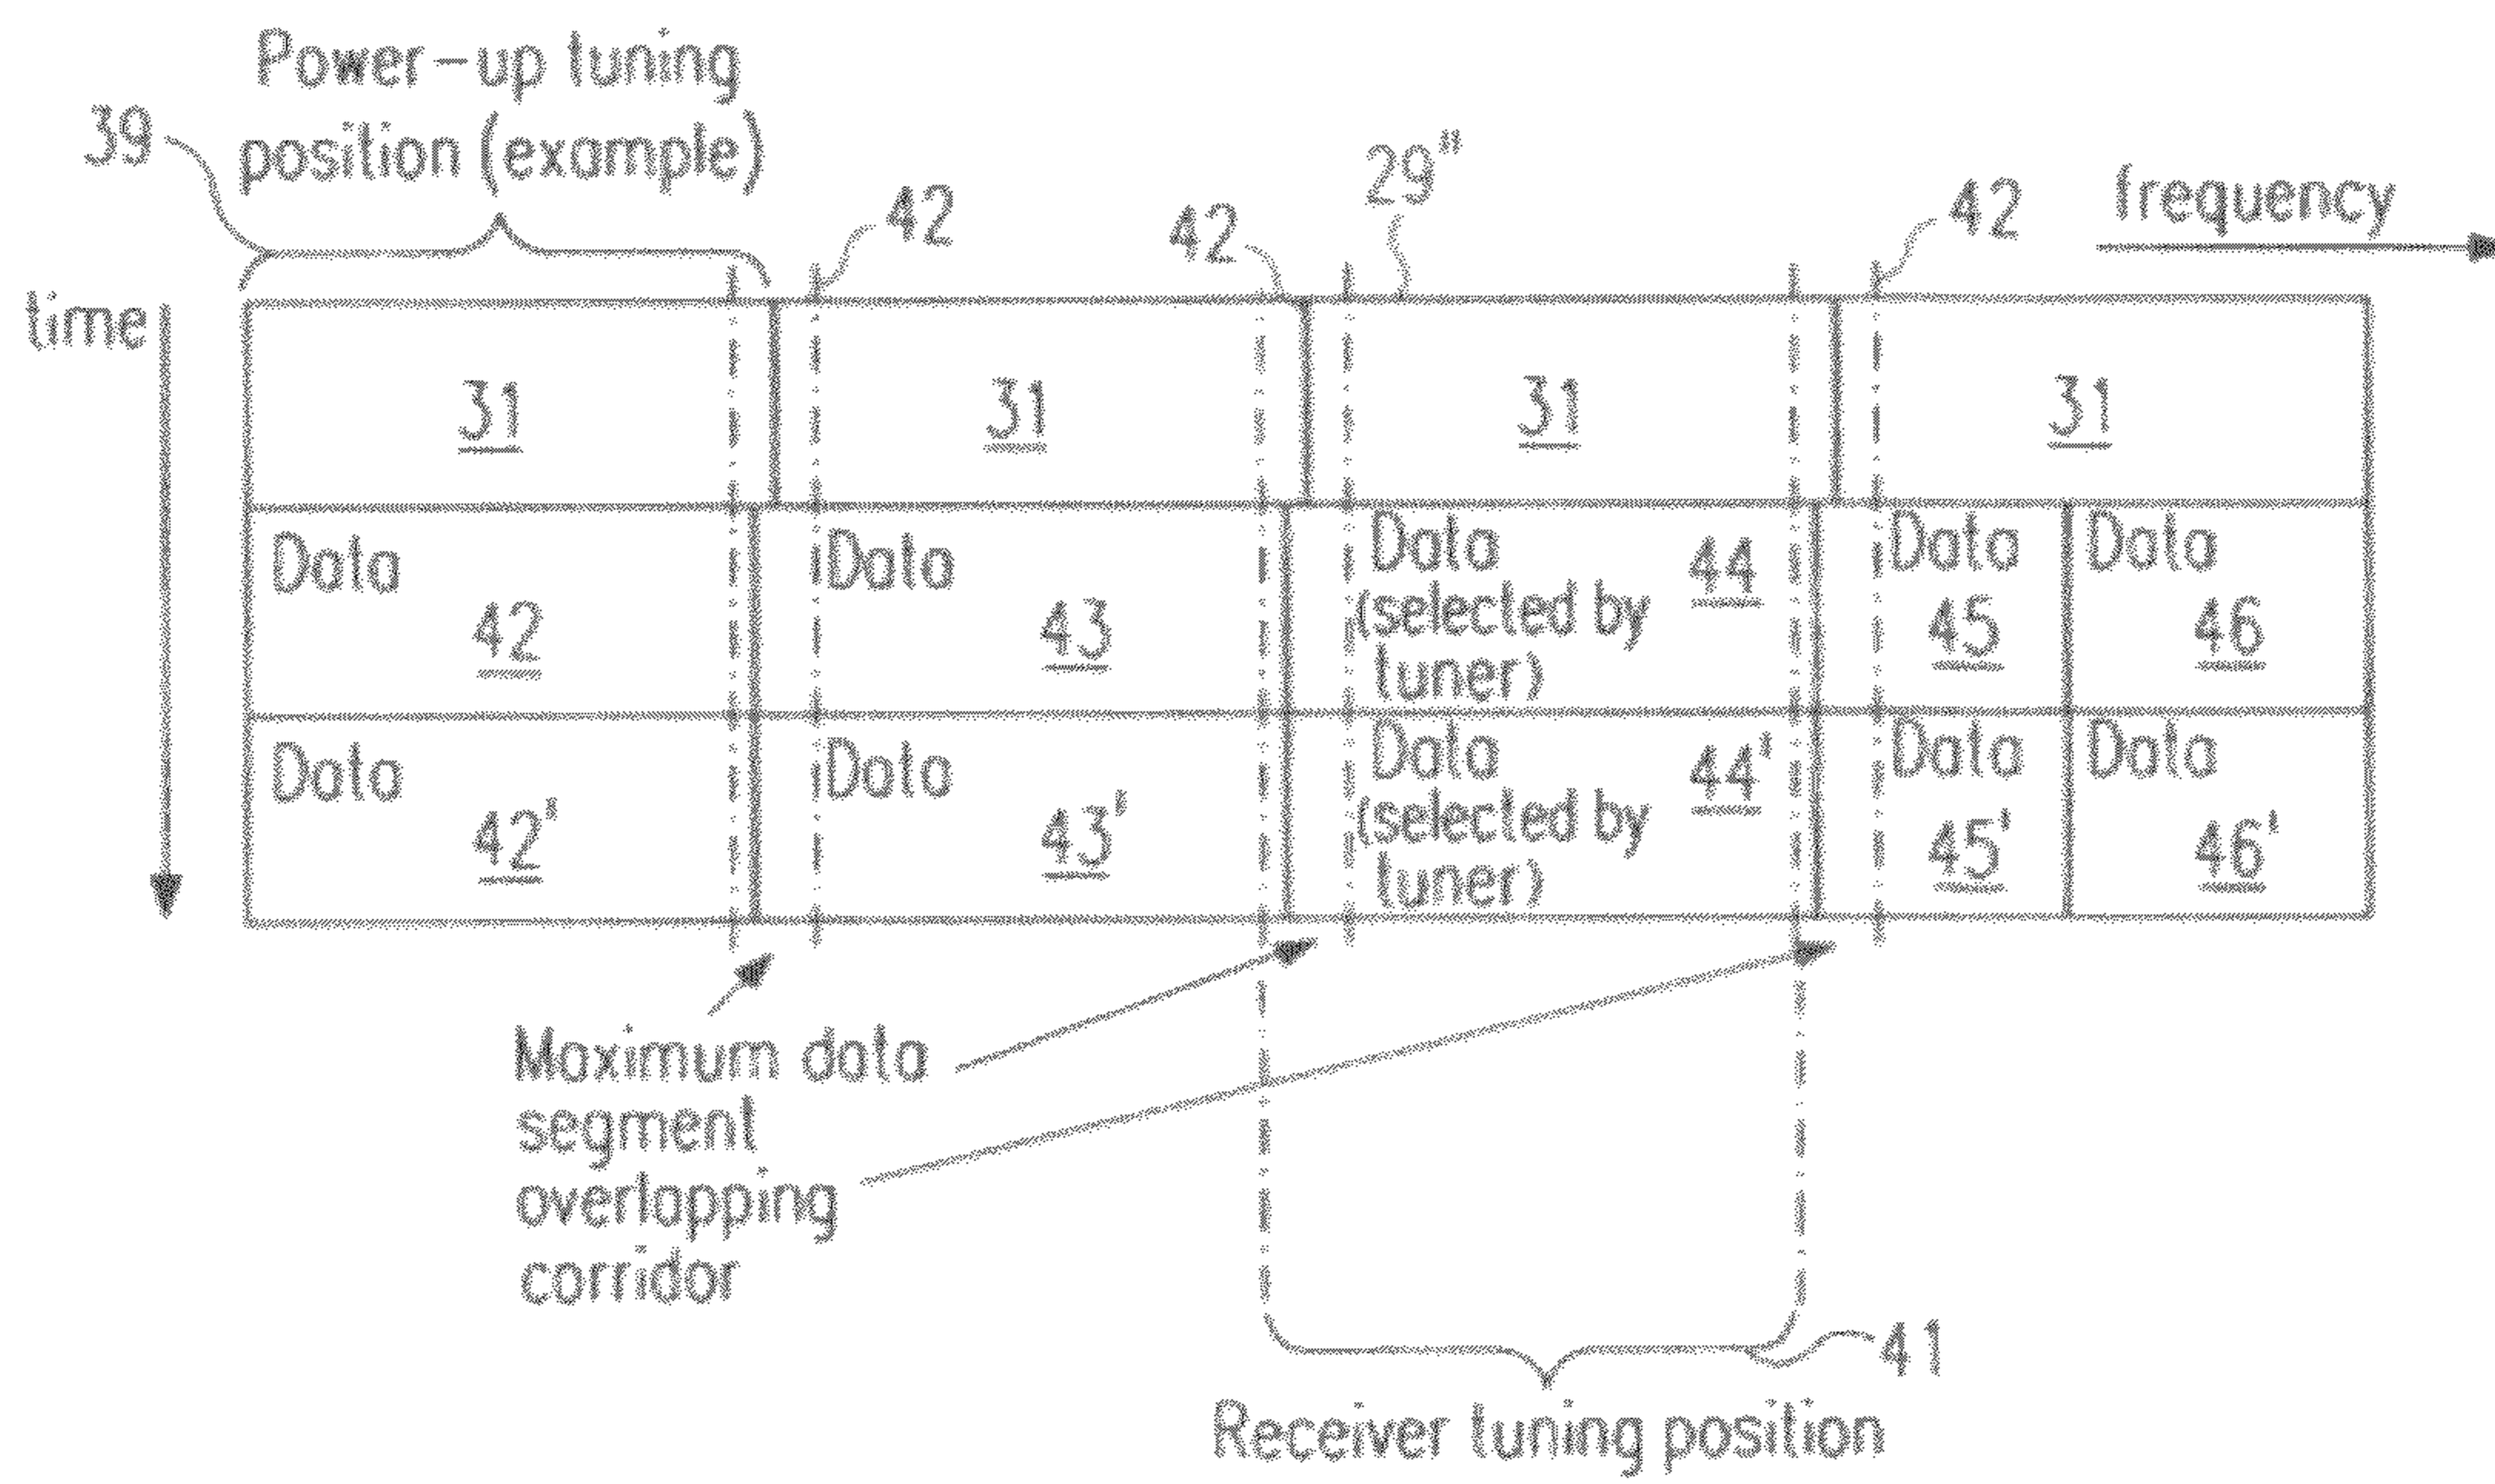 Power-up tuning
position (example)
39
42
42
29"
42
frequency
time
31
31
31
31
Data
42
Data
43
Data
(selected by
tuner)
44
Data
45
Data
46
Data
42'
Data
43'
Data
(selected by
tuner)
44'
Data
45'
Data
46'
Maximum data
segment
overlapping
corridor
41
Receiver tuning position